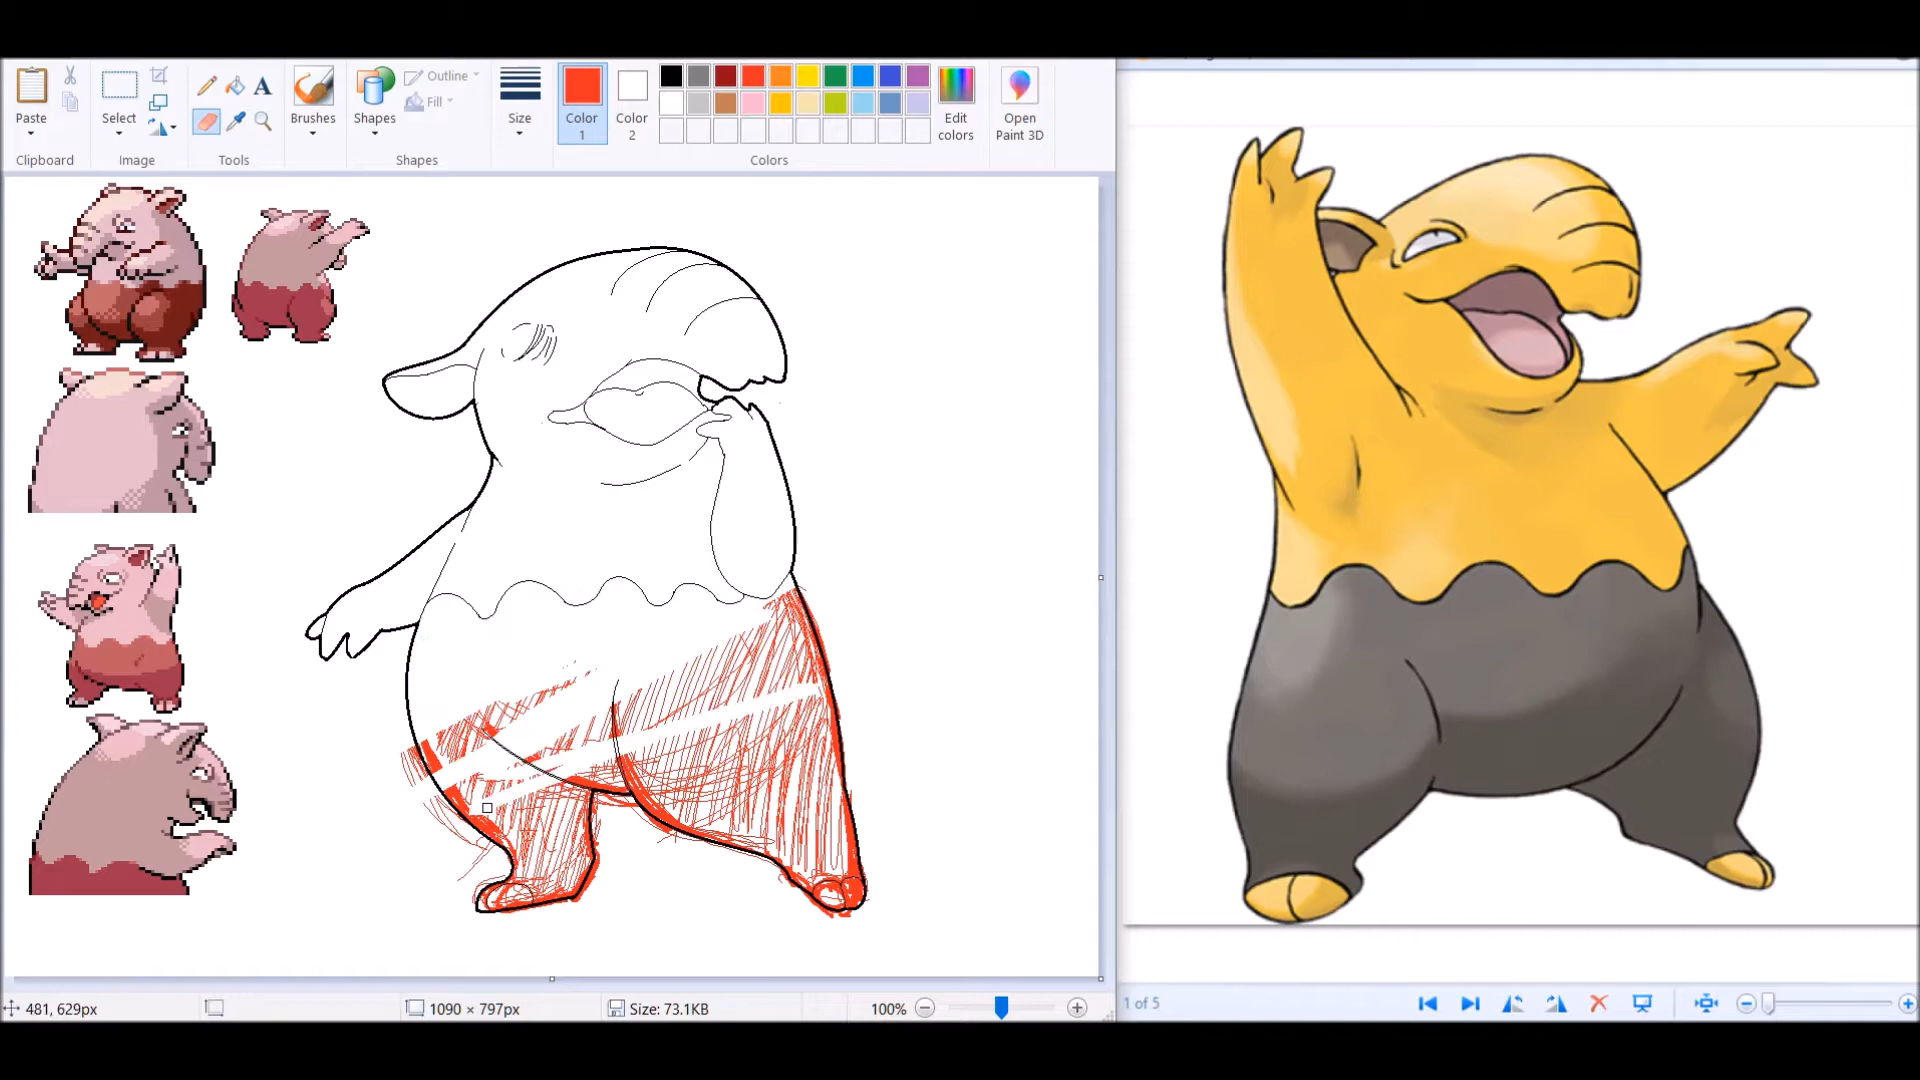 Paste
Select
Brushes
Shapes
Outline
Fill
Size
Color
1
Color
2
Edit
colors
Open
Paint 3D
Clipboard
Image
Tools
Shapes
Colors
481, 629px
1090 × 797px
Size: 73.1KB
100%
1 of 5